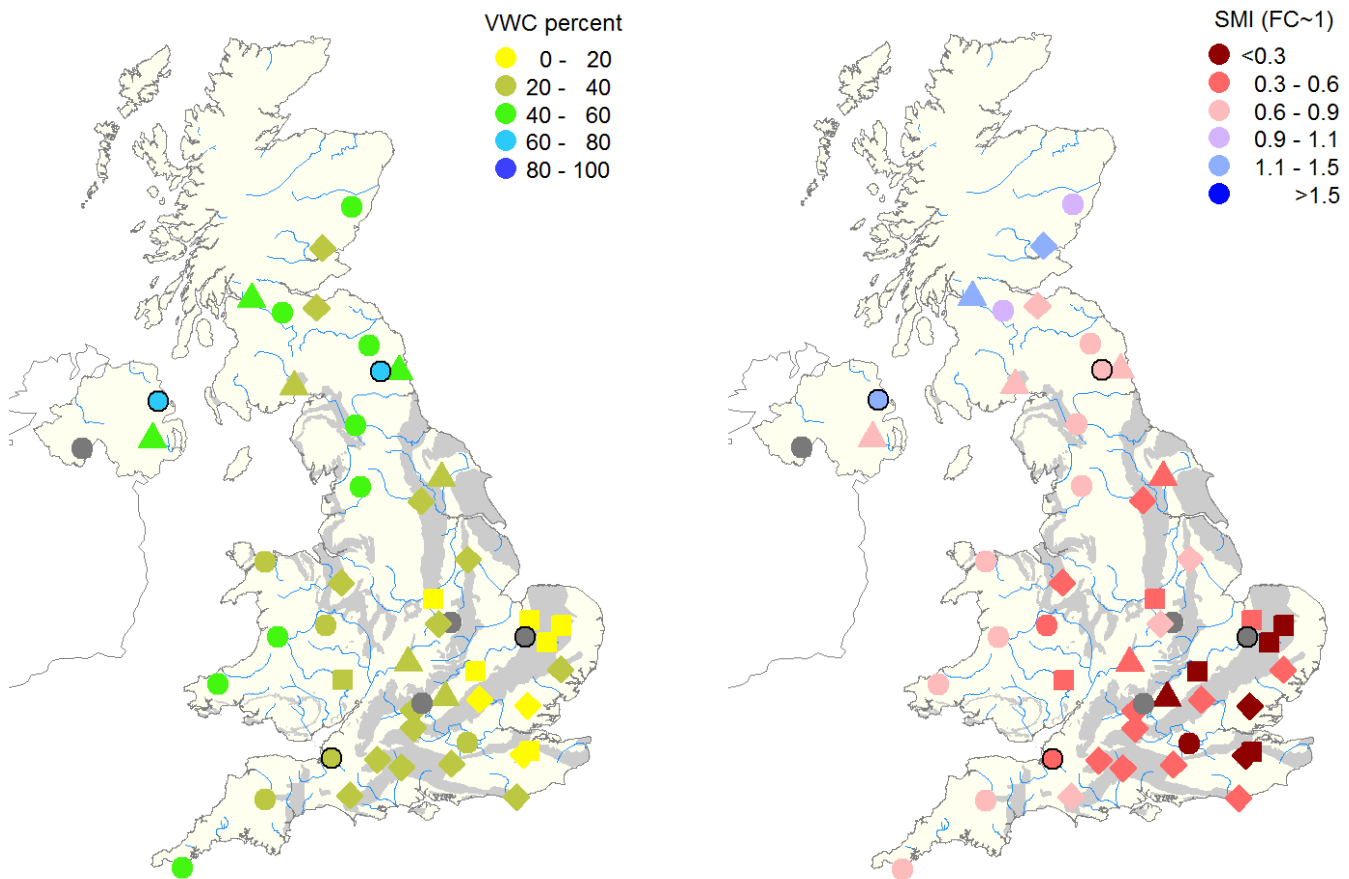 VWC percent
0 - 20
20 - 40
40 - 60
60 - 80
80 - 100
SMI (FC~1)
<0.3
0.3 - 0.6
0.6 - 0.9
0.9 - 1.1
1.1 - 1.5
>1.5